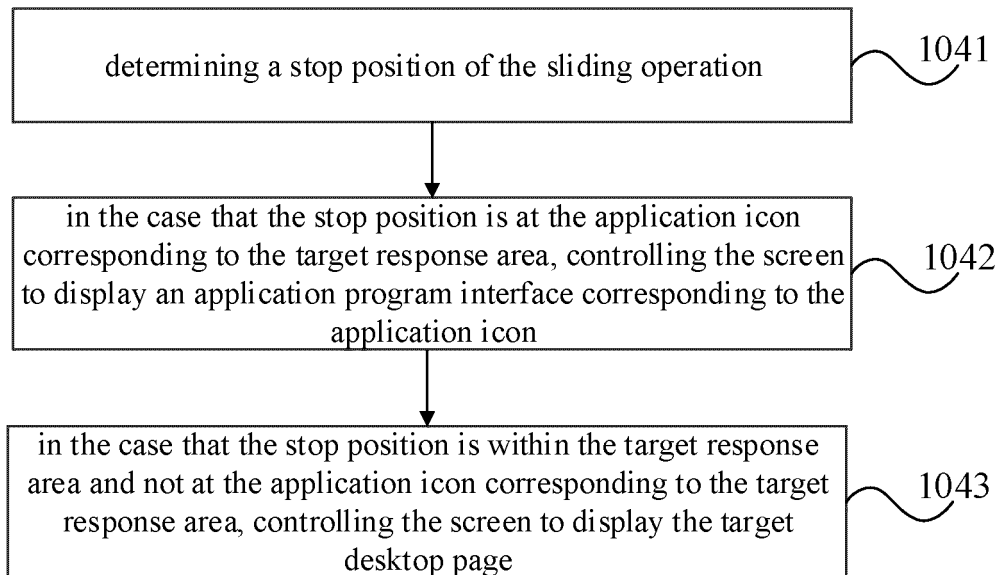 determining a stop position of the sliding operation
1041
in the case that the stop position is at the application icon
corresponding to the target response area, controlling the screen
to display an application program interface corresponding to the
application icon
1042
in the case that the stop position is within the target response
area and not at the application icon corresponding to the target
response area, controlling the screen to display the target
desktop page
1043